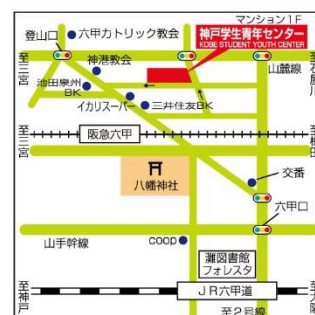 マンション1F
神戸学生青年センター
KOBE STUDENT YOUTH CENTER
登山口
六甲カトリック教会
至三宮
神港教会
山麓線
池田泉州
BK
イカリスーパー
三井住友BK
至三宮
阪急六甲
八幡神社
交番
六甲口
山手幹線
coop
灘図書館
フォレスタ
至神戸
JR六甲道
至2号線